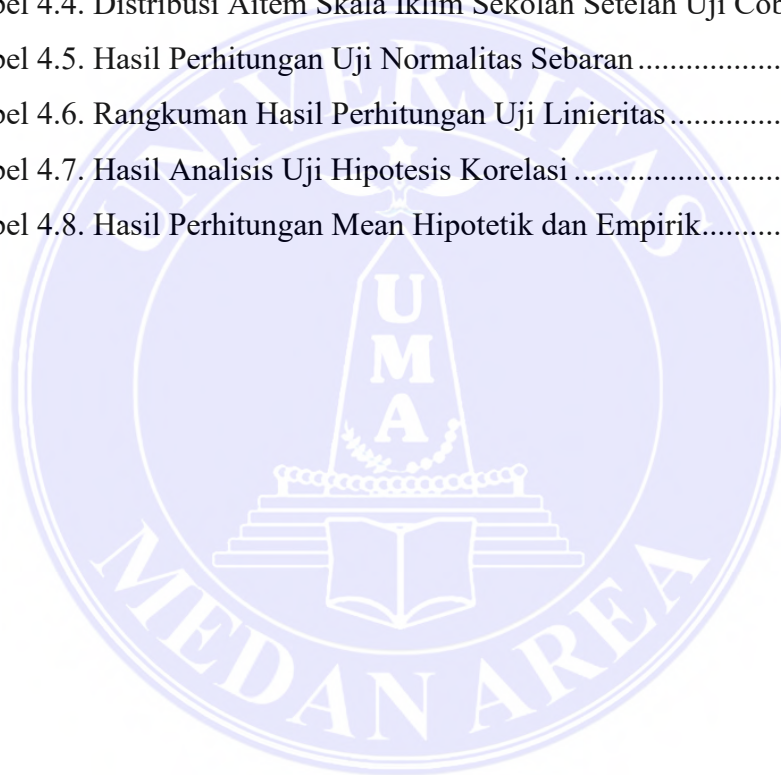 bel 4.4. Distribusi Aitem Skala Iklim Sekolah Setelah Uji Cob
bel 4.5. Hasil Perhitungan Uji Normalitas Sebaran ..................
bel 4.6. Rangkuman Hasil Perhitungan Uji Linieritas ..............
bel 4.7. Hasil Analisis Uji Hipotesis Korelasi ..........................
bel 4.8. Hasil Perhitungan Mean Hipotetik dan Empirik..........
UNIVERSITAS
U
M
A
MEDAN AREA